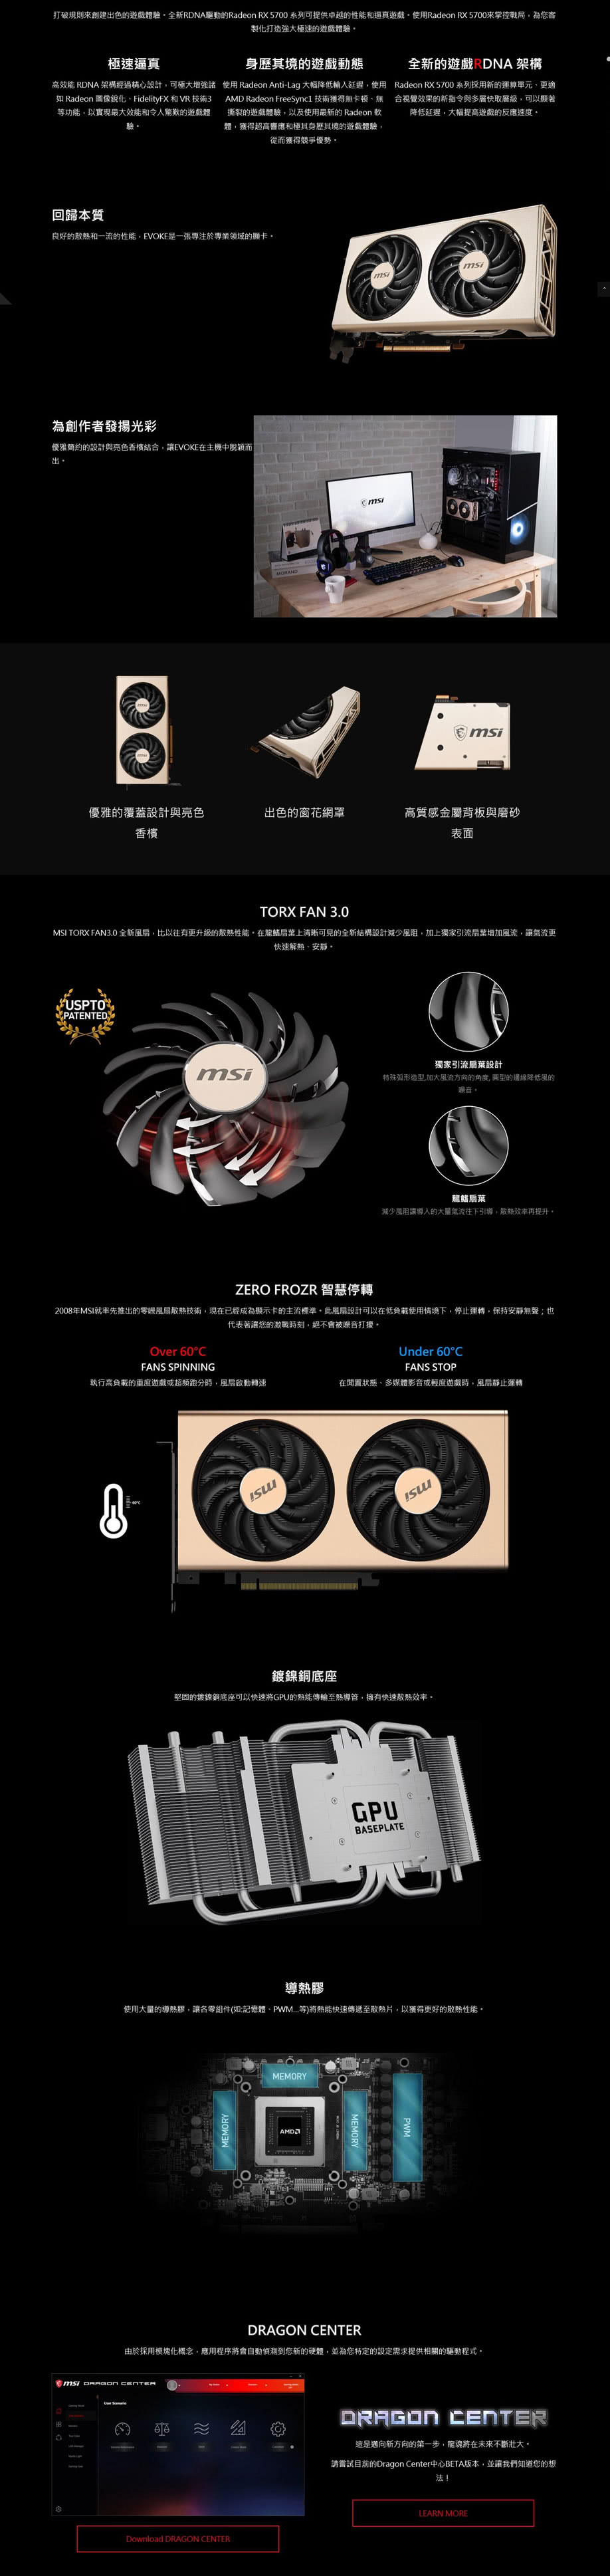 打破規則來創建出色的遊戲體驗。全新RDNA驅動的Radeon RX 5700 系列可提供卓越的性能和逼真遊戲。使用Radeon RX 5700來掌控戰局，為您客
製化打造強大極速的遊戲體驗。
極速逼真
高效能 RDNA 架構經過精心設計，可極大增強諸
如 Radeon 圖像銳化、FidelityFX 和 VR 技術3
等功能，以實現最大效能和令人驚歎的遊戲體
驗。
身歷其境的遊戲動態
使用 Radeon Anti-Lag 大幅降低輸入延遲，使用
AMD Radeon FreeSync1 技術獲得無卡頓、無
撕裂的遊戲體驗，以及使用最新的 Radeon 軟
體，獲得超高響應和極其身歷其境的遊戲體驗，
從而獲得競爭優勢。
全新的遊戲RDNA 架構
Radeon RX 5700 系列採用新的運算單元、更適
合視覺效果的新指令與多層快取層級，可以顯著
降低延遲，大幅提高遊戲的反應速度。
回歸本質
良好的散熱和一流的性能，EVOKE是一張專注於專業領域的顯卡。
msi
msi
為創作者發揚光彩
優雅簡約的設計與亮色香檳結合，讓EVOKE在主機中脫穎而
出。
msi
msi
msi
msi
優雅的覆蓋設計與亮色
香檳
出色的窗花網罩
高質感金屬背板與磨砂
表面
TORX FAN 3.0
MSI TORX FAN3.0 全新風扇，比以往有更升級的散熱性能。在龍鰭扇葉上清晰可見的全新結構設計減少風阻，加上獨家引流扇葉增加風流，讓氣流更
快速解熱、安靜。
USPTO
PATENTED
msi
獨家引流扇葉設計
特殊弧形造型,加大風流方向的角度, 圓型的邊緣降低風的
噪音。
龍鰭扇葉
減少風阻讓導入的大量氣流往下引導，散熱效率再提升。
ZERO FROZR 智慧停轉
2008年MSI就率先推出的零噪風扇散熱技術，現在已經成為顯示卡的主流標準。此風扇設計可以在低負載使用情境下，停止運轉，保持安靜無聲；也
代表著讓您的激戰時刻，絕不會被噪音打擾。
Over 60°C
FANS SPINNING
執行高負載的重度遊戲或超頻跑分時，風扇啟動轉速
Under 60°C
FANS STOP
在閒置狀態、多媒體影音或輕度遊戲時，風扇靜止運轉
60°C
msi
msi
鍍鎳銅底座
堅固的鍍鎳銅底座可以快速將GPU的熱能傳輸至熱導管，擁有快速散熱效率。
GPU
BASEPLATE
導熱膠
使用大量的導熱膠，讓各零組件(如:記憶體、PWM...等)將熱能快速傳遞至散熱片，以獲得更好的散熱性能。
MEMORY
MEMORY
AMD
MEMORY
PWM
DRAGON CENTER
由於採用模塊化概念，應用程序將會自動偵測到您新的硬體，並為您特定的設定需求提供相關的驅動程式。
msi DRAGON CENTER
User Scenario
DRAGON CENTER
這是邁向新方向的第一步，龍魂將在未來不斷壯大。
請嘗試目前的Dragon Center中心BETA版本，並讓我們知道您的想
法！
LEARN MORE
Download DRAGON CENTER